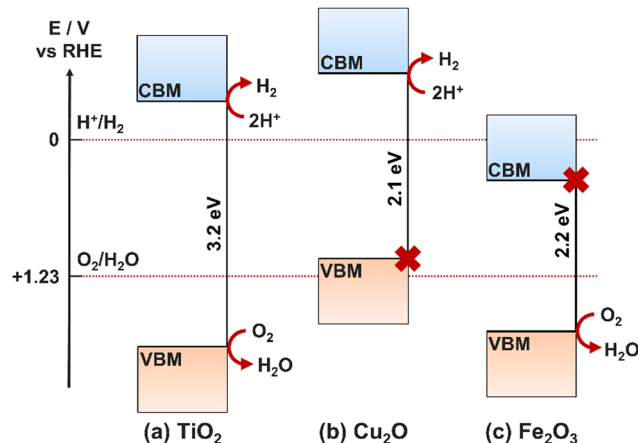 E / V
vs RHE
H⁺/H₂
0
O₂/H₂O
+1.23
CBM
H₂
2H⁺
3.2 eV
VBM
O₂
H₂O
(a) TiO₂
CBM
H₂
2H⁺
2.1 eV
VBM
(b) Cu₂O
CBM
2.2 eV
VBM
O₂
H₂O
(c) Fe₂O₃